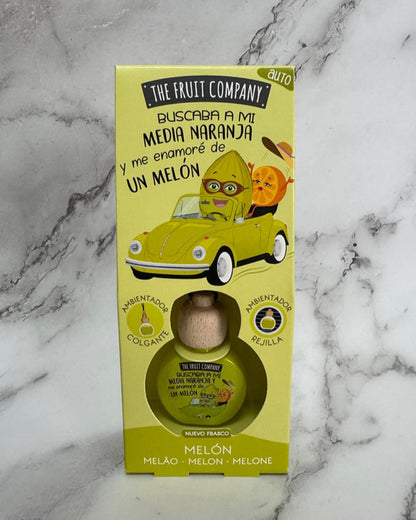 auto
THE FRUIT COMPANY
BUSCABA A MI
MEDIA NARANJA
y me enamoré de
UN MELÓN
AMBIENTADOR
COLGANTE
AMBIENTADOR
REJILLA
THE FRUIT COMPANY
BUSCABA A MI
MEDIA NARANJA Y
me enamoré de
UN MELÓN
NUEVO FRASCO
MELÓN
MELÃO · MELON · MELONE